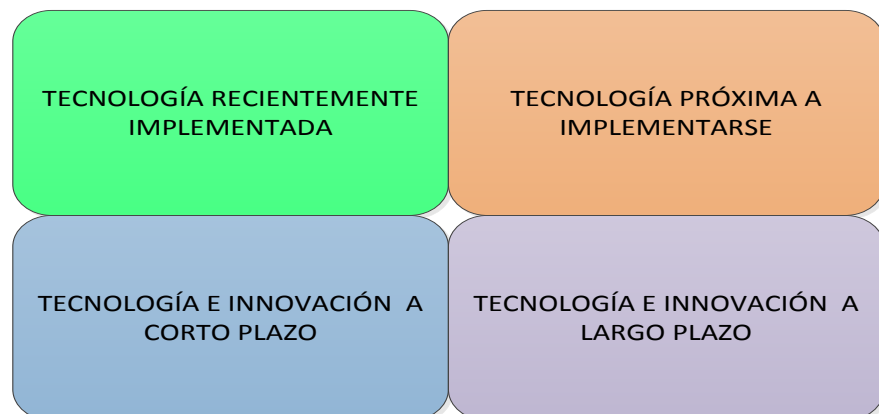 TECNOLOGÍA RECIENTEMENTE
IMPLEMENTADA
TECNOLOGÍA PRÓXIMA A
IMPLEMENTARSE
TECNOLOGÍA E INNOVACIÓN  A
CORTO PLAZO
TECNOLOGÍA E INNOVACIÓN  A
LARGO PLAZO